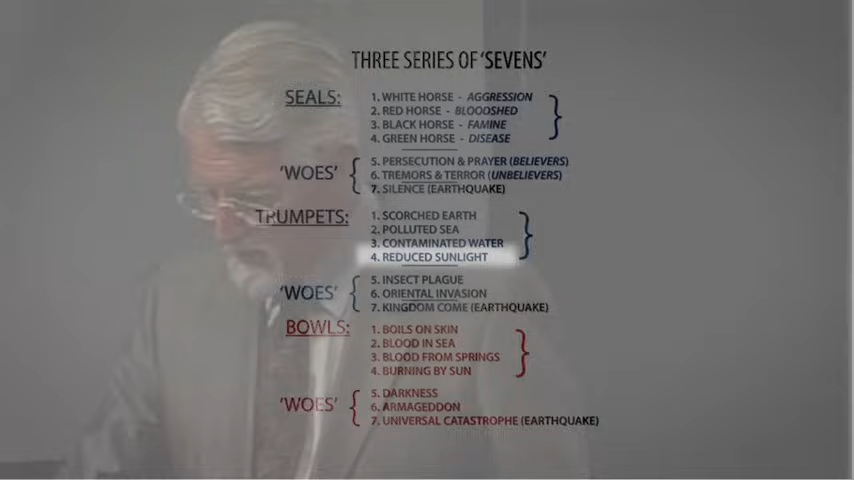 THREE SERIES OF 'SEVENS'
SEALS:
1. WHITE HORSE - AGGRESSION
2. RED HORSE - BLOODSHED
3. BLACK HORSE - FAMINE
4. GREEN HORSE - DISEASE
'WOES'
5. PERSECUTION & PRAYER (BELIEVERS)
6. TREMORS & TERROR (UNBELIEVERS)
7. SILENCE (EARTHQUAKE)
TRUMPETS:
1. SCORCHED EARTH
2. POLLUTED SEA
3. CONTAMINATED WATER
4. REDUCED SUNLIGHT
'WOES'
5. INSECT PLAGUE
6. ORIENTAL INVASION
7. KINGDOM COME (EARTHQUAKE)
BOWLS:
1. BOILS ON SKIN
2. BLOOD IN SEA
3. BLOOD FROM SPRINGS
4. BURNING BY SUN
'WOES'
5. DARKNESS
6. ARMAGEDDON
7. UNIVERSAL CATASTROPHE (EARTHQUAKE)